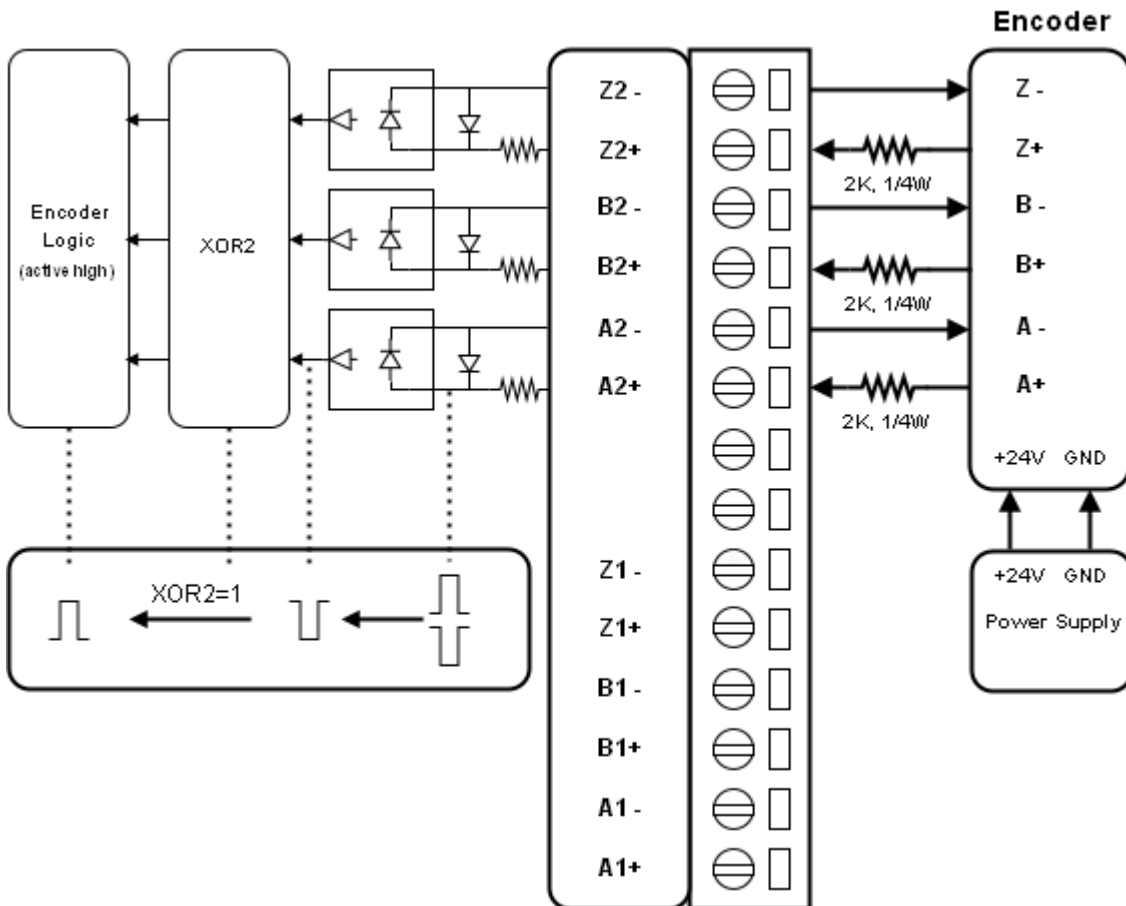 Encoder
Encoder
Logic
(active high)
XOR2
Z2 -
Z2+
B2 -
B2+
A2 -
A2+
Z1 -
Z1+
B1 -
B1+
A1 -
A1+
2K, 1/4W
2K, 1/4W
2K, 1/4W
Z -
Z+
B -
B+
A -
A+
+24V GND
+24V GND
Power Supply
XOR2=1